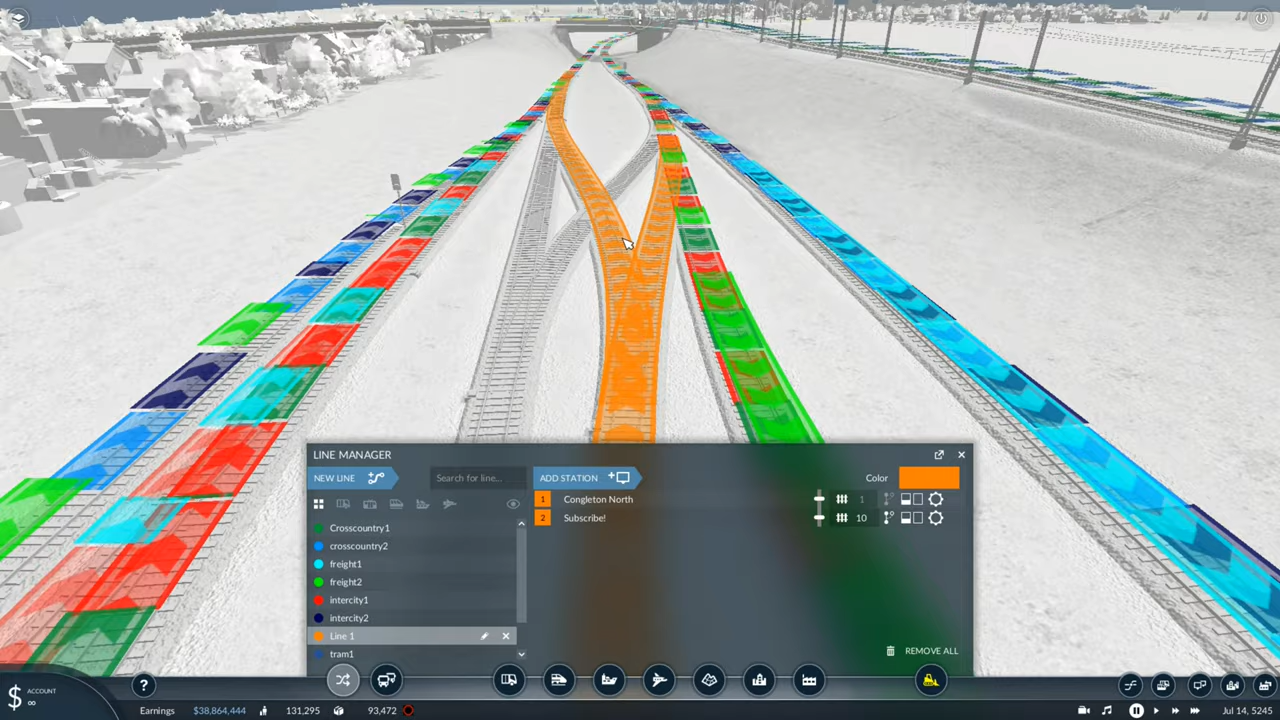 LINE MANAGER
NEW LINE
Search for line...
ADD STATION
Color
1 Congleton North 1
2 Subscribe! 10
Crosscountry1
crosscountry2
freight1
freight2
intercity1
intercity2
Line 1
tram1
REMOVE ALL
$ ACCOUNT ∞
?
Earnings $38,864,444 131,295 93,472 Jul 14, 5245